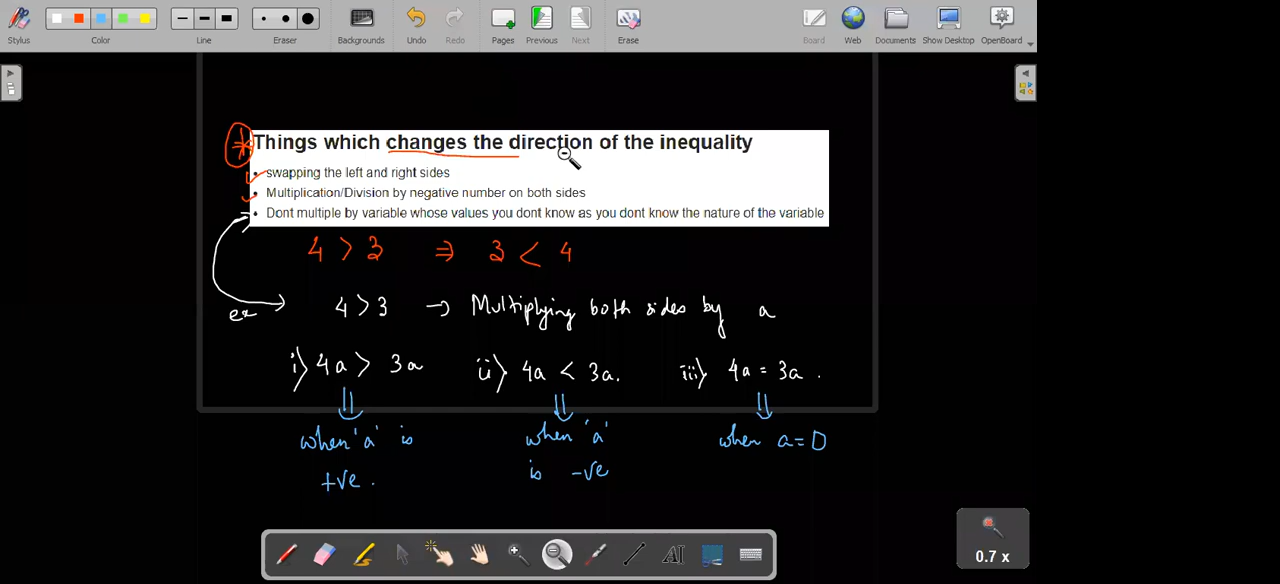 Stylus Color Line Eraser Backgrounds Undo Redo Pages Previous Next Erase Board Web Documents Show Desktop OpenBoard
* Things which changes the direction of the inequality
• swapping the left and right sides
• Multiplication/Division by negative number on both sides
• Dont multiple by variable whose values you dont know as you dont know the nature of the variable
4 > 3 ⇒ 3 < 4
ex 4 > 3 → Multiplying both sides by a
i) 4a > 3a ii) 4a < 3a. iii) 4a = 3a.
when 'a' is when 'a' when a = 0
+ve. is -ve
AI
0.7 x